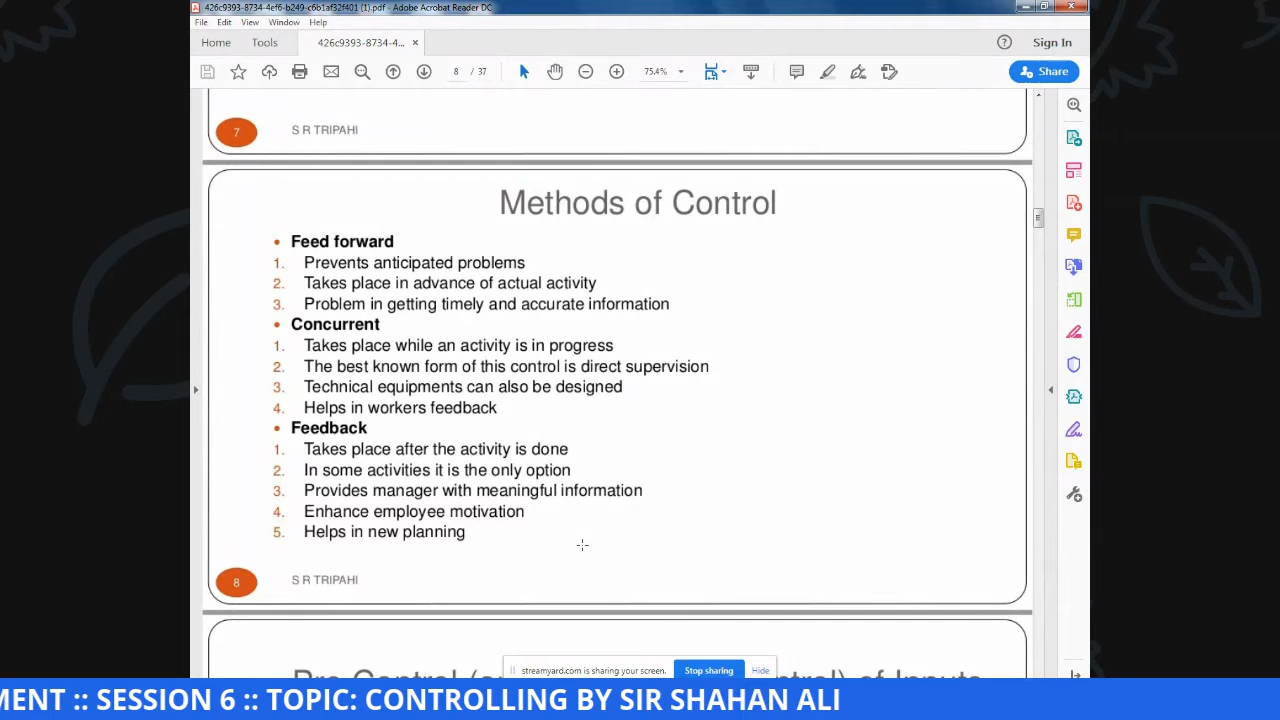 426c9393-8734-4ef6-b249-c6b1af32f401 (1).pdf - Adobe Acrobat Reader DC
File Edit View Window Help
Home Tools 426c9393-8734-4... × Sign In
8 / 37 75.4% Share
7 S R TRIPAHI
Methods of Control
• Feed forward
1. Prevents anticipated problems
2. Takes place in advance of actual activity
3. Problem in getting timely and accurate information
• Concurrent
1. Takes place while an activity is in progress
2. The best known form of this control is direct supervision
3. Technical equipments can also be designed
4. Helps in workers feedback
• Feedback
1. Takes place after the activity is done
2. In some activities it is the only option
3. Provides manager with meaningful information
4. Enhance employee motivation
5. Helps in new planning
8 S R TRIPAHI
streamyard.com is sharing your screen. Stop sharing Hide
MENT :: SESSION 6 :: TOPIC: CONTROLLING BY SIR SHAHAN ALI